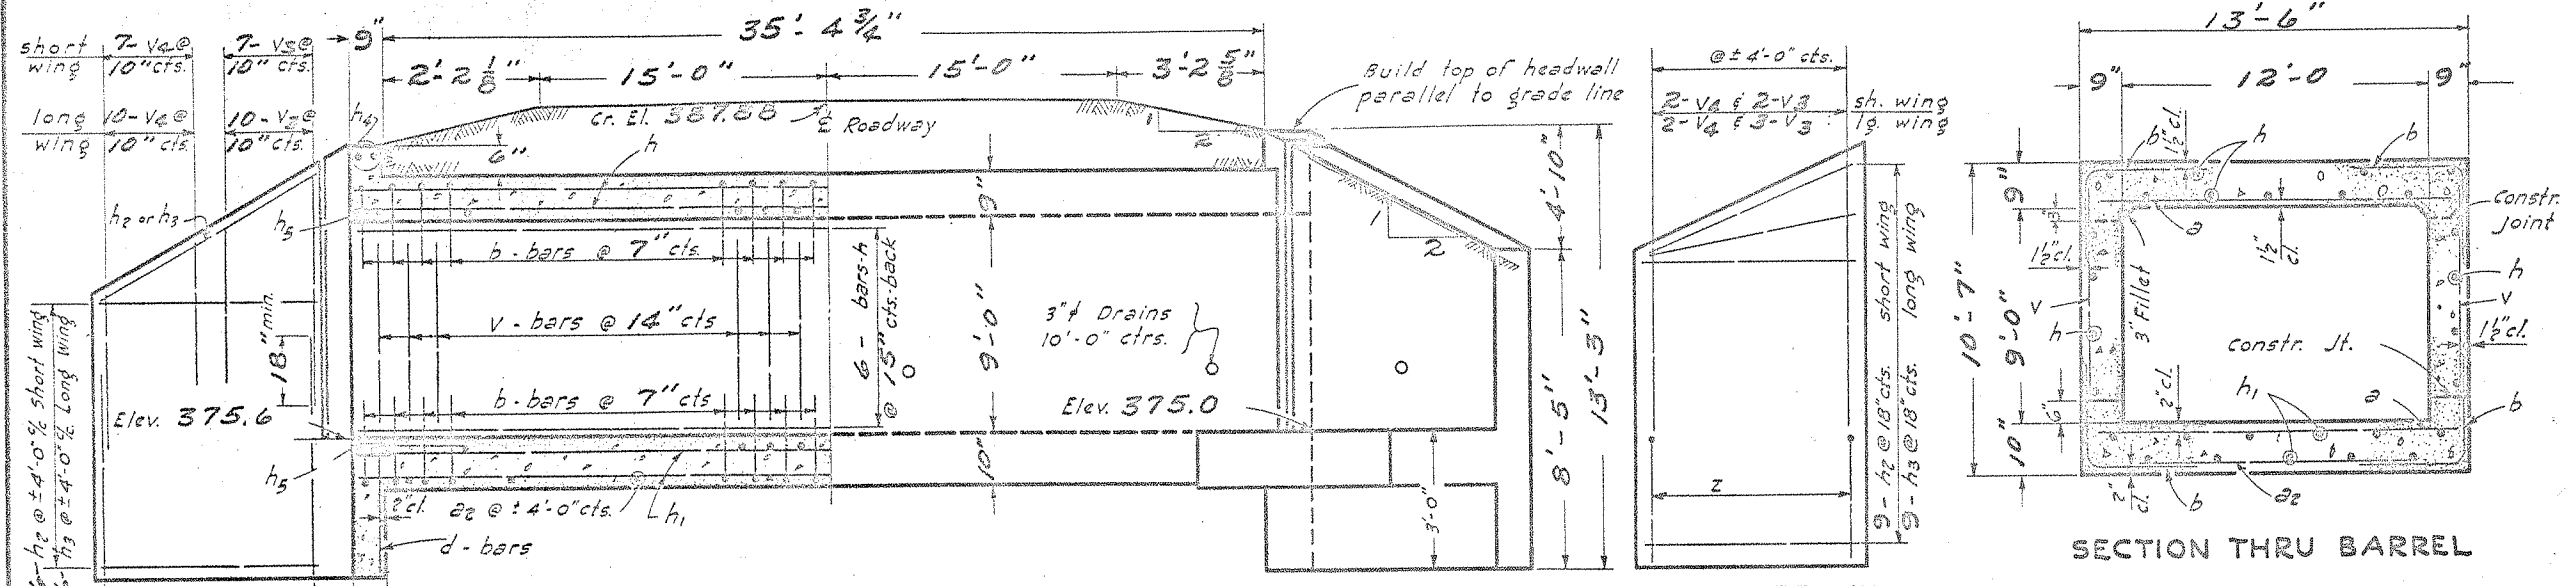 short wing
7- V4 @ 10" cts.
7- V3 @ 10" cts.
long wing
10- V4 @ 10" cts.
10- V3 @ 10" cts.
9"
35'- 4 3/4"
2'- 2 1/8"
15'-0"
15'-0"
3'-2 5/8"
h4
Cr. El. 387.88
℄ Roadway
6"
h
1
2
Build top of headwall
parallel to grade line
h2 or h3
h5
b - bars @ 7" cts.
v - bars @ 14" cts
b - bars @ 7" cts
18" min.
Elev. 375.6
h5
2" cl.
a2 @ ± 4'-0" cts.
h1
d - bars
h2 @ ± 4'-0" % short wing
h3 @ ± 4'-0" % Long wing
6 - bars-h
@ 15" cts.-back
9"
9'-0"
10"
3"ϕ Drains
10'-0" ctrs.
Elev. 375.0
1
2
4'-10"
8'-5"
13'-3"
3'-0"
@ ± 4'-0" cts.
2- V4 & 2- V3 sh. wing
2- V4 & 3- V3 lg. wing
z
9 - h2 @ 18" cts. short wing
9 - h3 @ 18" cts. long wing
13'-6"
9"
12'-0
9"
b
1½" cl.
h
b
9"
3"
a
1½" cl.
Constr. Joint
1½" cl.
10'-7"
9'-0"
v
3" Fillet
h
h
v
1½" cl.
Constr. Jt.
2" cl.
h1
a
b
6"
10"
2" cl.
b
a2
SECTION THRU BARREL